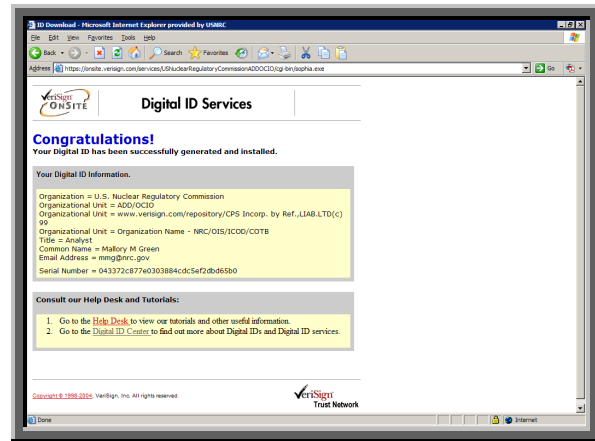 ID Download - Microsoft Internet Explorer provided by USNRC
File Edit View Favorites Tools Help
Back Search Favorites
Address https://onsite.verisign.com/services/USNuclearRegulatoryCommissionADDOCIO/cgi-bin/sophia.exe Go
VeriSign
ONSITE
Digital ID Services
Congratulations!
Your Digital ID has been successfully generated and installed.
Your Digital ID Information.
Organization = U.S. Nuclear Regulatory Commission
Organizational Unit = ADD/OCIO
Organizational Unit = www.verisign.com/repository/CPS Incorp. by Ref.,LIAB.LTD(c)
99
Organizational Unit = Organization Name - NRC/OIS/ICOD/COTB
Title = Analyst
Common Name = Mallory M Green
Email Address = mmg@nrc.gov
Serial Number = 043372c877e0303884cdc5ef2dbd65b0
Consult our Help Desk and Tutorials:
1. Go to the Help Desk to view our tutorials and other useful information.
2. Go to the Digital ID Center to find out more about Digital IDs and Digital ID services.
Copyright © 1998-2004, VeriSign, Inc. All rights reserved.
VeriSign
Trust Network
Done Internet